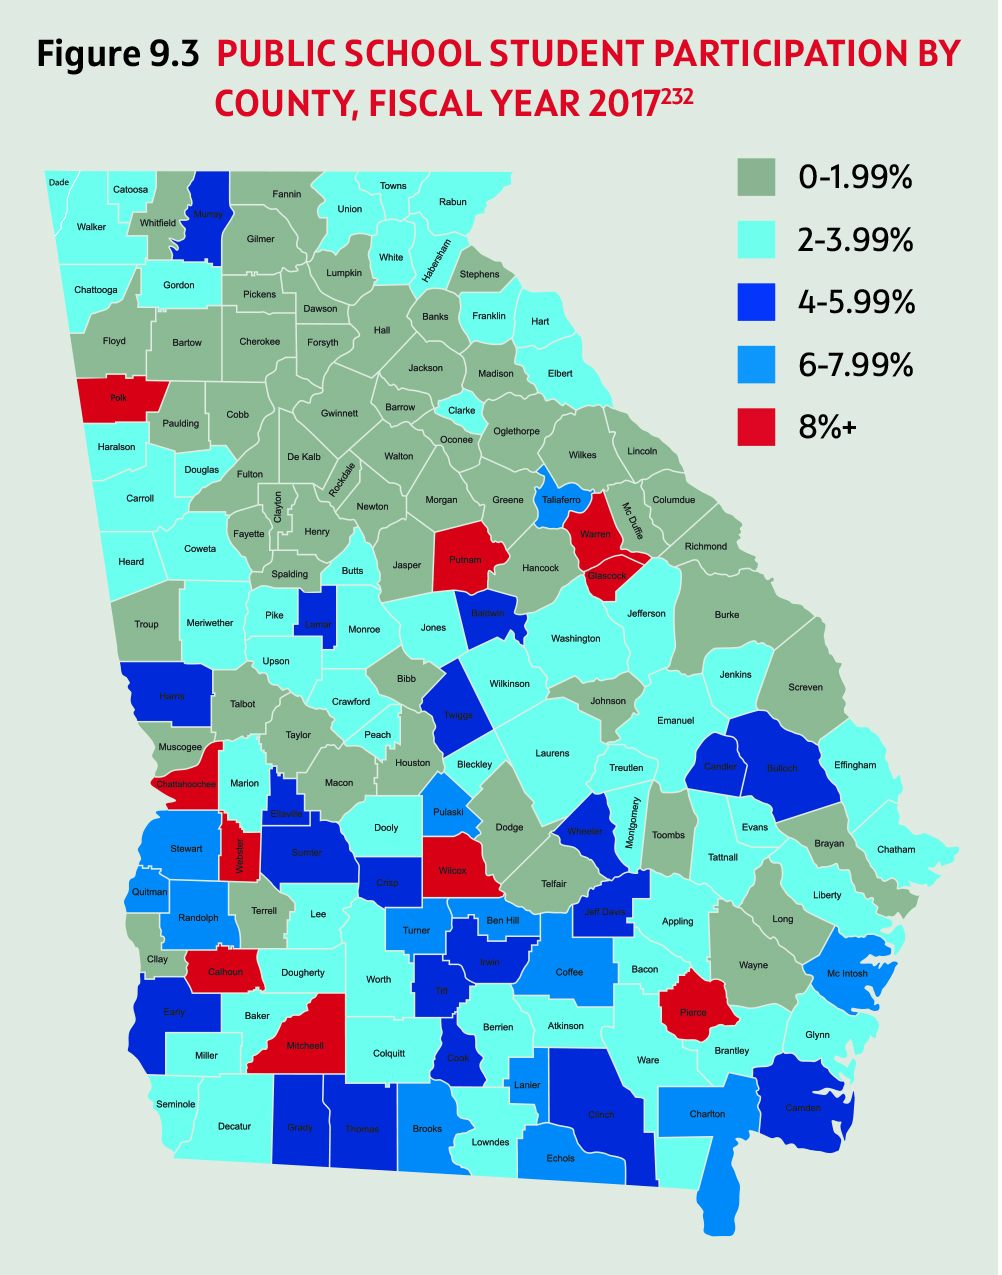 Figure 9.3 PUBLIC SCHOOL STUDENT PARTICIPATION BY
COUNTY, FISCAL YEAR 2017232
0-1.99%
2-3.99%
4-5.99%
6-7.99%
8%+
Dade
Catoosa
Whitfield
Murray
Fannin
Union
Towns
Rabun
Walker
Gilmer
White
Habersham
Lumpkin
Stephens
Chattooga
Gordon
Pickens
Dawson
Banks
Franklin
Hart
Floyd
Bartow
Cherokee
Forsyth
Hall
Jackson
Madison
Elbert
Polk
Paulding
Cobb
Gwinnett
Barrow
Clarke
Oconee
Oglethorpe
Wilkes
Lincoln
Haralson
Douglas
Fulton
De Kalb
Rockdale
Walton
Carroll
Clayton
Newton
Morgan
Greene
Taliaferro
Mc Duffie
Columdue
Fayette
Henry
Warren
Richmond
Heard
Coweta
Spalding
Butts
Jasper
Putnam
Hancock
Glascock
Troup
Meriwether
Pike
Lamar
Monroe
Jones
Baldwin
Washington
Jefferson
Burke
Upson
Bibb
Wilkinson
Jenkins
Screven
Harris
Talbot
Crawford
Twiggs
Johnson
Emanuel
Muscogee
Taylor
Peach
Houston
Bleckley
Laurens
Treutlen
Candler
Bulloch
Effingham
Chattahoochee
Marion
Macon
Ellaville
Dooly
Pulaski
Dodge
Wheeler
Montgomery
Toombs
Evans
Tattnall
Brayan
Chatham
Stewart
Webster
Sumter
Crisp
Wilcox
Telfair
Jeff Davis
Appling
Liberty
Long
Quitman
Randolph
Terrell
Lee
Turner
Ben Hill
Cllay
Calhoun
Dougherty
Worth
Irwin
Coffee
Bacon
Wayne
Mc Intosh
Early
Baker
Tift
Pierce
Miller
Mitcheell
Colquitt
Cook
Berrien
Atkinson
Ware
Brantley
Glynn
Seminole
Decatur
Grady
Thomas
Brooks
Lanier
Lowndes
Clinch
Echols
Charlton
Camden